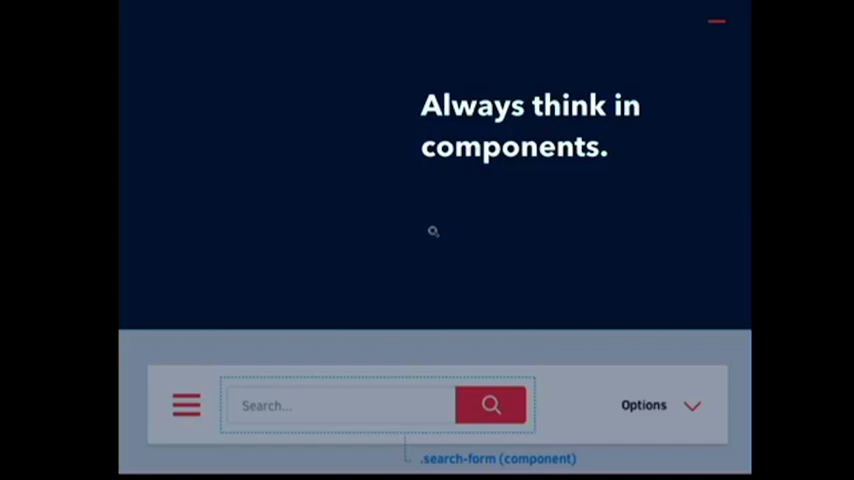 Always think in
components.
Search...
Options
.search-form (component)